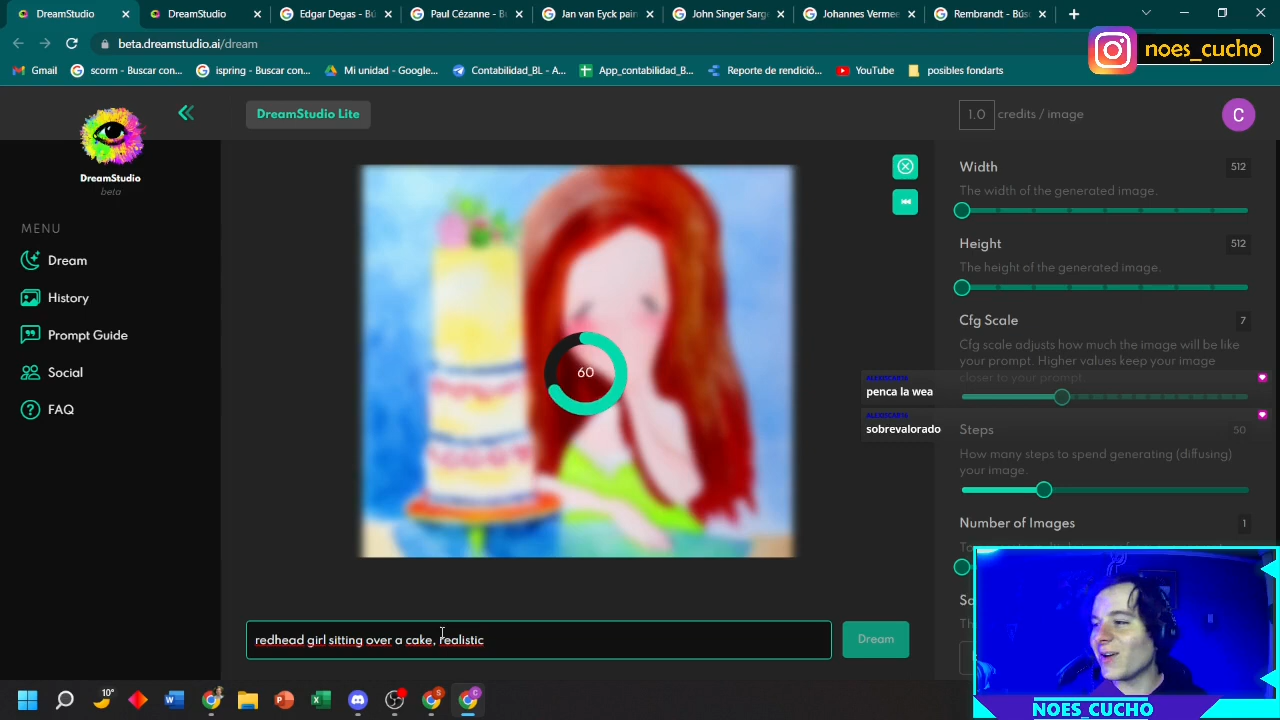 DreamStudio
DreamStudio
Edgar Degas - Bú
Paul Cézanne - B
Jan van Eyck pain
John Singer Sarg
Johannes Vermee
Rembrandt - Bús
beta.dreamstudio.ai/dream
noes_cucho
Gmail
scorm - Buscar con...
ispring - Buscar con...
Mi unidad - Google...
Contabilidad_BL - A...
App_contabilidad_B...
Reporte de rendició...
YouTube
posibles fondarts
DreamStudio
beta
DreamStudio Lite
1.0 credits / image
C
MENU
Dream
History
Prompt Guide
Social
FAQ
60
Width 512
The width of the generated image.
Height 512
The height of the generated image.
Cfg Scale 7
Cfg scale adjusts how much the image will be like
your prompt. Higher values keep your image
closer to your prompt.
penca la wea
sobrevalorado
Steps 50
How many steps to spend generating (diffusing)
your image.
Number of Images 1
redhead girl sitting over a cake, realistic
Dream
10°
NOES_CUCHO